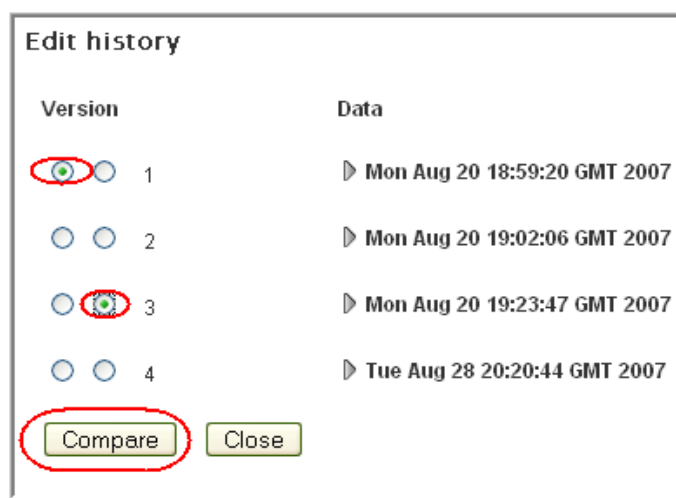 Edit history
Version Data
1 Mon Aug 20 18:59:20 GMT 2007
2 Mon Aug 20 19:02:06 GMT 2007
3 Mon Aug 20 19:23:47 GMT 2007
4 Tue Aug 28 20:20:44 GMT 2007
Compare Close